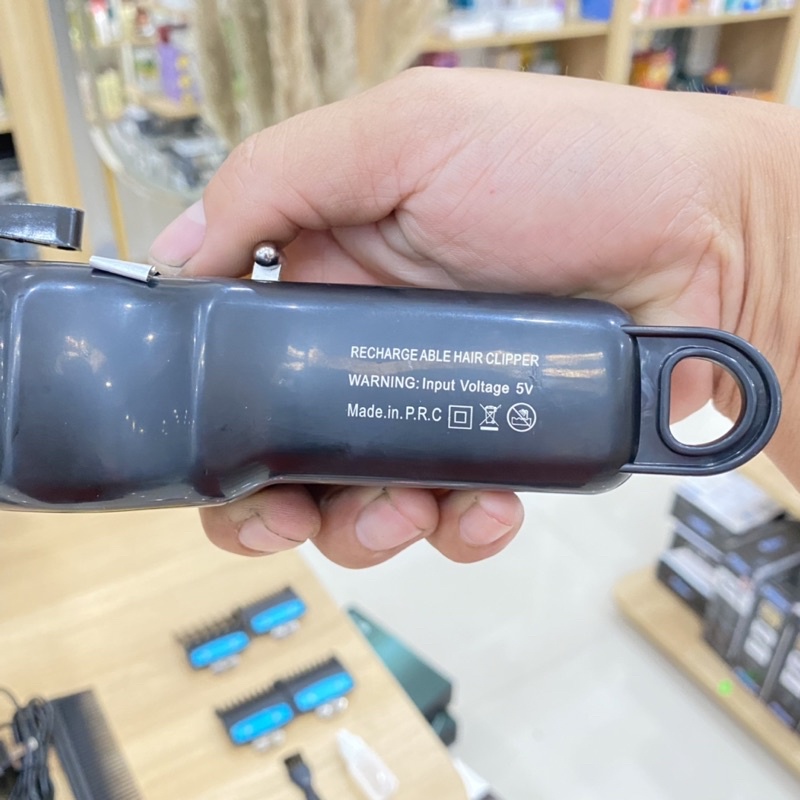 RECHARGE ABLE HAIR CLIPPER
WARNING: Input Voltage 5V
Made.in. P.R.C